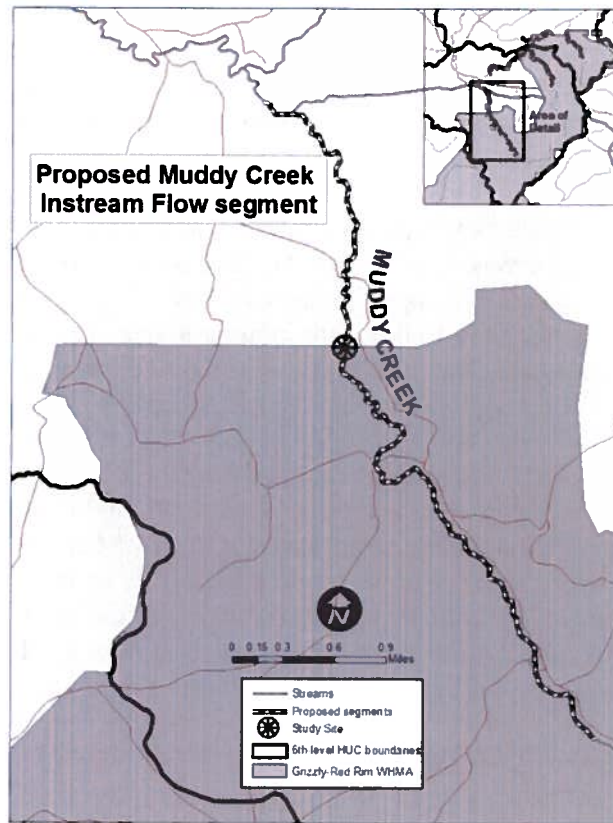 Area of
Detail
Proposed Muddy Creek
Instream Flow segment
MUDDY CREEK
N
0 0.15 0.3 0.6 0.9
Miles
Streams
Proposed segments
Study Site
6th level HUC boundaries
Grizzly-Red Rim WHMA